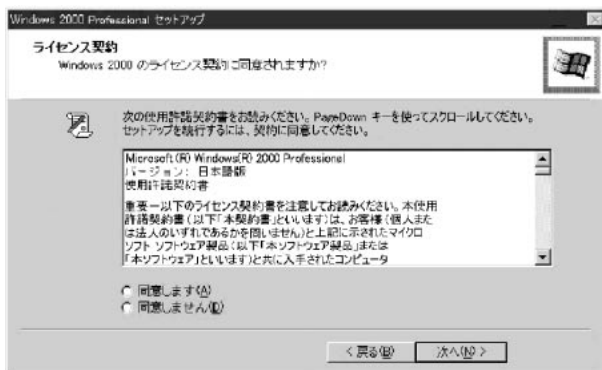 Windows 2000 Professional セットアップ
ライセンス契約
Windows 2000 のライセンス契約に同意されますか?
次の使用許諾契約書をお読みください。PageDown キーを使ってスクロールしてください。
セットアップを続行するには、契約に同意してください。
Microsoft (R) Windows(R) 2000 Professional
バージョン: 日本語版
使用許諾契約書
重要－以下のライセンス契約書を注意してお読みください。本使用
許諾契約書(以下「本契約書」といいます)は、お客様(個人また
は法人のいずれであるかを問いません)と上記に示されたマイクロ
ソフト ソフトウェア製品(以下「本ソフトウェア製品」または
「本ソフトウェア」といいます)と共に入手されたコンピュータ
同意します(A)
同意しません(D)
< 戻る(B)
次へ(N) >